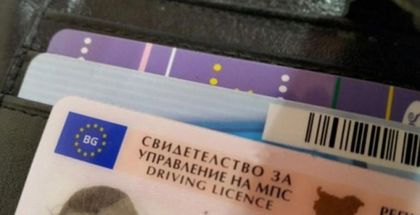 BG
СВИДЕТЕЛСТВО ЗА
УПРАВЛЕНИЕ НА МПС
DRIVING LICENCE